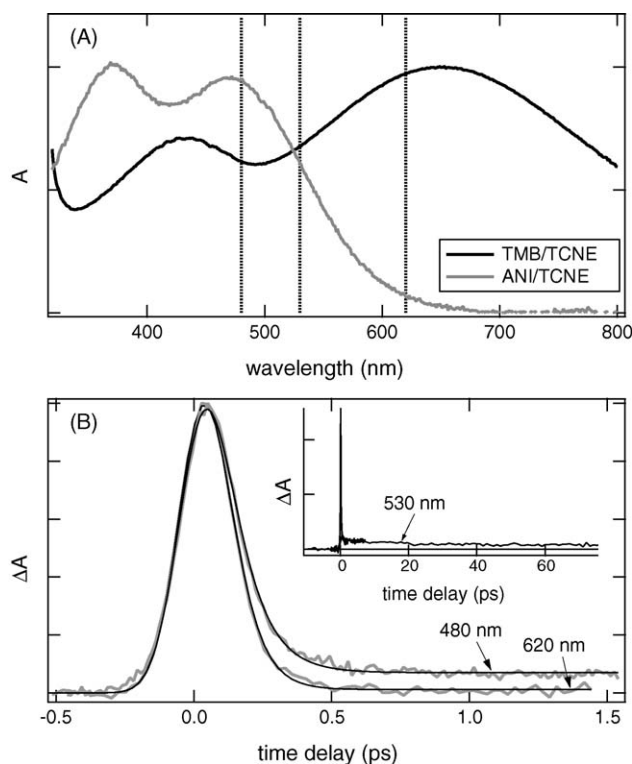 (A)
A
TMB/TCNE
ANI/TCNE
400 500 600 700 800
wavelength (nm)
(B)
ΔA
ΔA
530 nm
0 20 40 60
time delay (ps)
480 nm
620 nm
-0.5 0.0 0.5 1.0 1.5
time delay (ps)